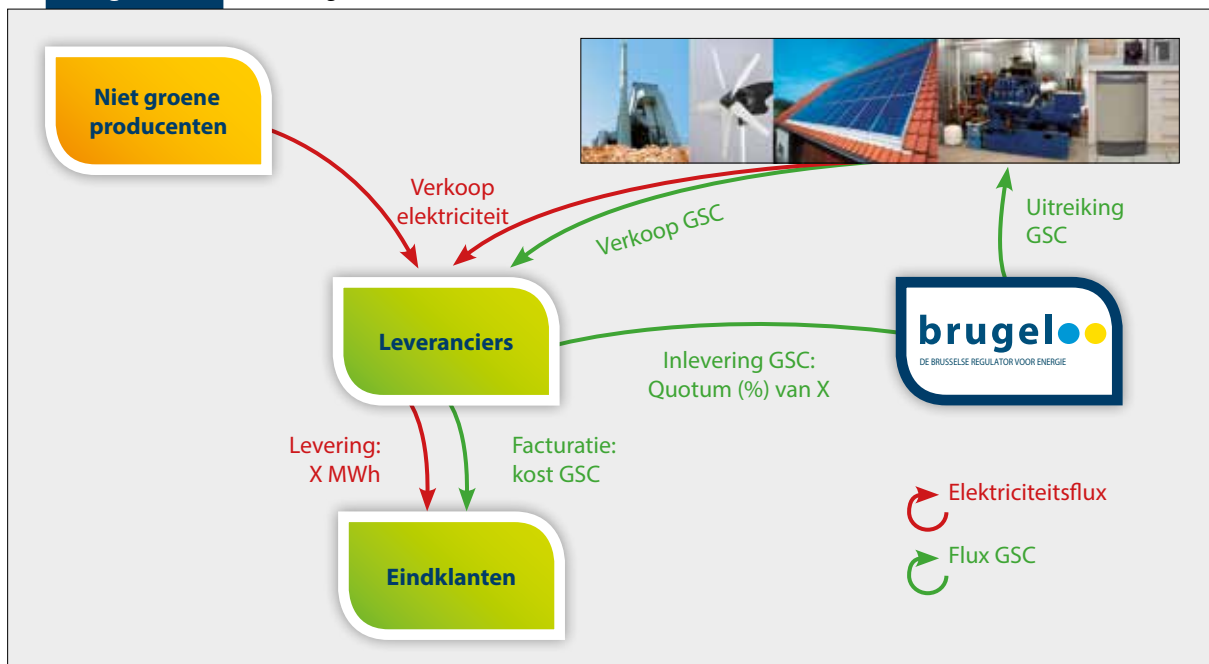 Niet groene
producenten
Verkoop
elektriciteit
Verkoop GSC
Uitreiking
GSC
Leveranciers
brugel
DE BRUSSELSE REGULATOR VOOR ENERGIE
Inlevering GSC:
Quotum (%) van X
Levering:
X MWh
Facturatie:
kost GSC
Elektriciteitsflux
Flux GSC
Eindklanten